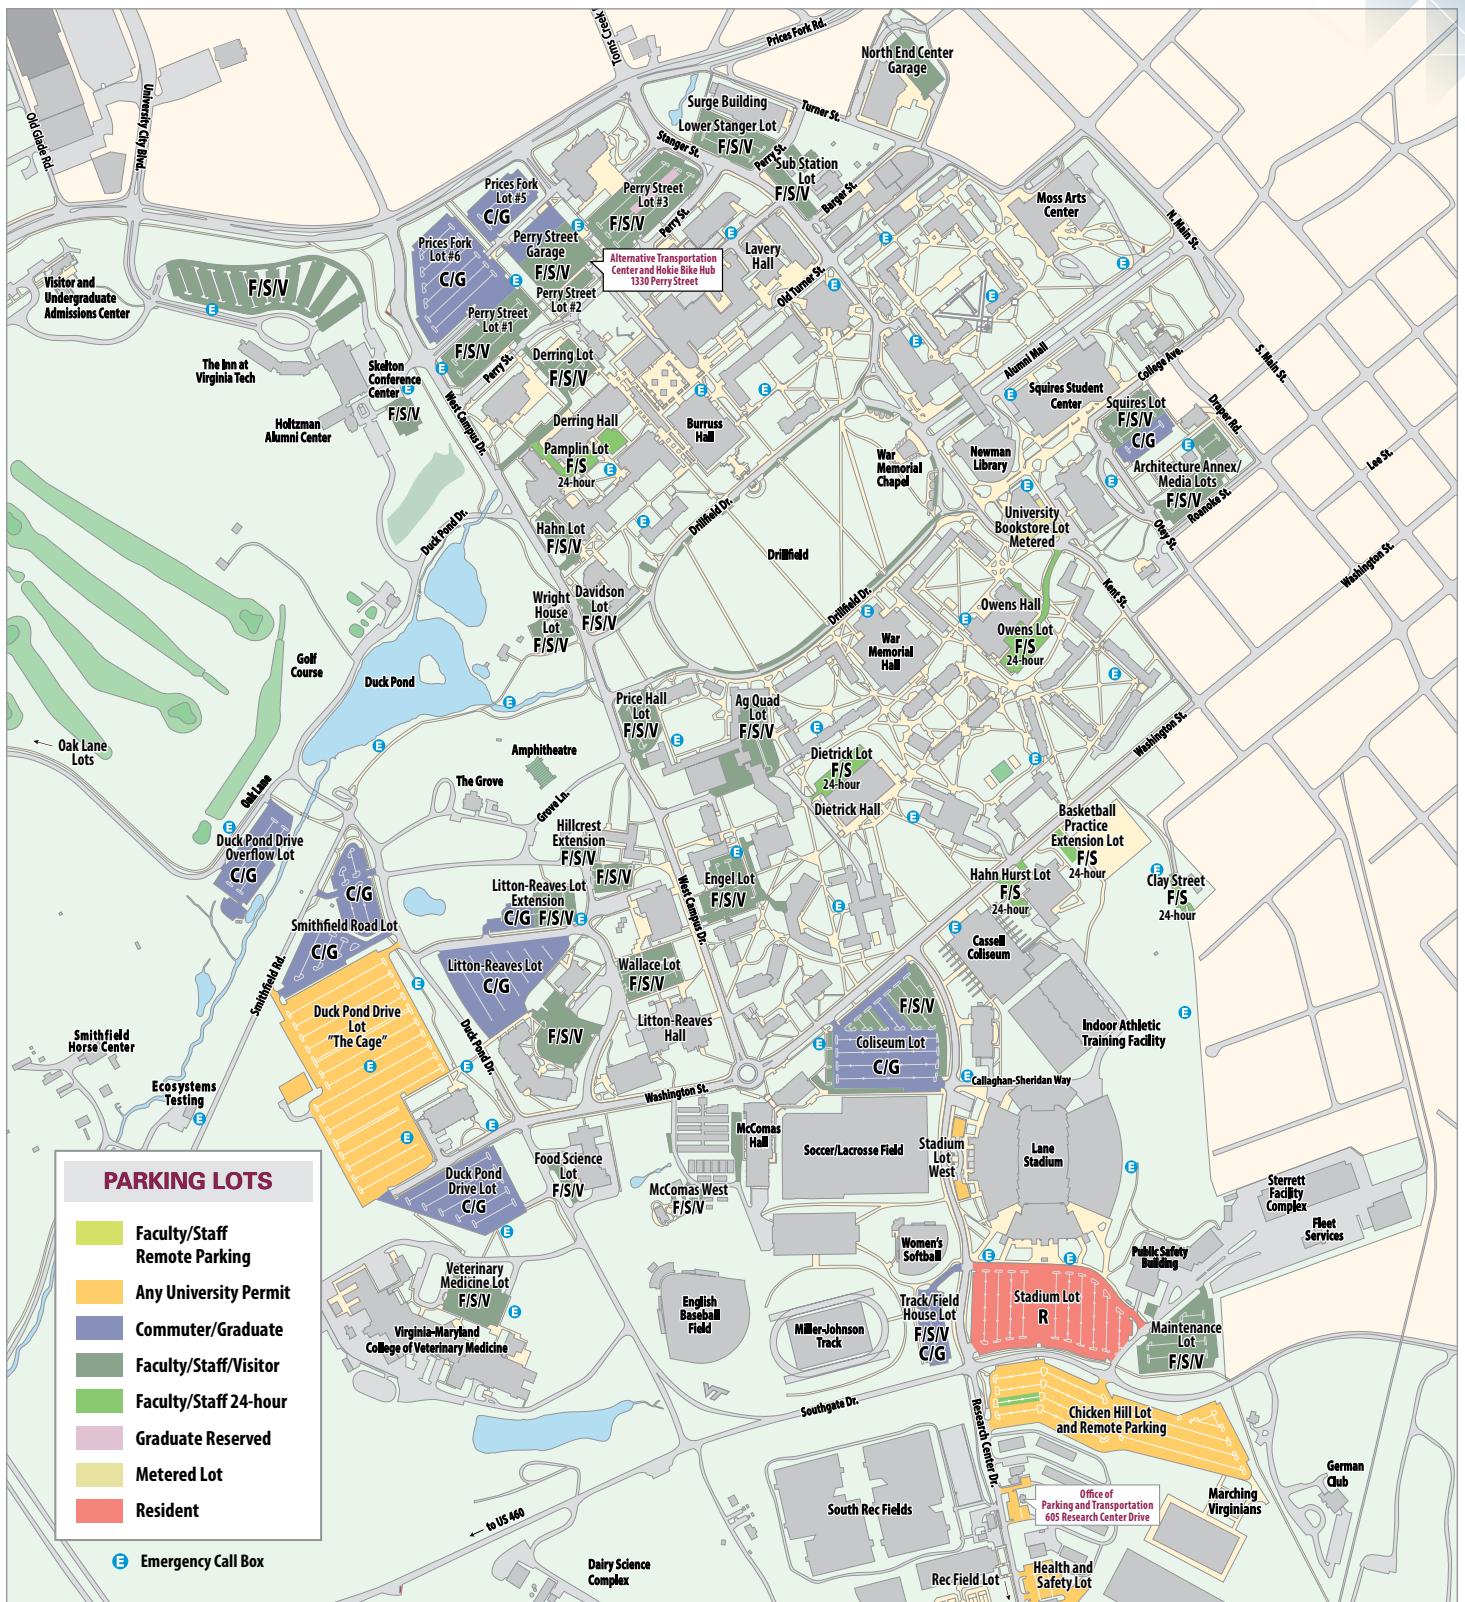 Prices Fork Rd.
Toms Creek
North End Center
Garage
University City Blvd.
Old Glade Rd.
Surge Building
Turner St.
Lower Stanger Lot
F/S/V
Stanger St.
Perry St.
Sub Station
Lot
F/S/V
Barger St.
Prices Fork
Lot #5
C/G
Perry Street
Lot #3
F/S/V
Perry St.
Moss Arts
Center
N. Main St.
Prices Fork
Lot #6
C/G
Perry Street
Garage
F/S/V
Lavery
Hall
Alternative Transportation
Center and Hokie Bike Hub
1330 Perry Street
Old Turner St.
Visitor and
Undergraduate
Admissions Center
F/S/V
Perry Street
Lot #2
Perry Street
Lot #1
F/S/V
Perry St.
Derring Lot
F/S/V
Alumni Mall
College Ave.
S. Main St.
The Inn at
Virginia Tech
Skelton
Conference
Center
F/S/V
Squires Student
Center
Squires Lot
F/S/V
C/G
Draper Rd.
Holtzman
Alumni Center
West Campus Dr.
Derring Hall
Burruss
Hall
Pamplin Lot
F/S
24-hour
War
Memorial
Chapel
Newman
Library
Architecture Annex/
Media Lots
F/S/V
Lee St.
Roanoke St.
Otey St.
Drillfield Dr.
University
Bookstore Lot
Metered
Duck Pond Dr.
Hahn Lot
F/S/V
Drillfield
Washington St.
Wright
House
Lot
F/S/V
Davidson
Lot
F/S/V
Drillfield Dr.
Kent St.
Owens Hall
Owens Lot
F/S
24-hour
War
Memorial
Hall
Golf
Course
Duck Pond
Price Hall
Lot
F/S/V
Ag Quad
Lot
F/S/V
Washington St.
Oak Lane
Lots
Amphitheatre
Dietrick Lot
F/S
24-hour
The Grove
Oak Lane
Grove Ln.
Dietrick Hall
Basketball
Practice
Extension Lot
F/S
24-hour
Hillcrest
Extension
F/S/V
F/S/V
Duck Pond Drive
Overflow Lot
C/G
Litton-Reaves Lot
Extension
C/G F/S/V
C/G
West Campus Dr.
Engel Lot
F/S/V
Hahn Hurst Lot
F/S
24-hour
Clay Street
F/S
24-hour
Smithfield Road Lot
C/G
Cassell
Coliseum
Litton-Reaves Lot
C/G
Wallace Lot
F/S/V
Smithfield Rd.
Duck Pond Drive
Lot
"The Cage"
F/S/V
F/S/V
Litton-Reaves
Hall
Coliseum Lot
C/G
Indoor Athletic
Training Facility
Smithfield
Horse Center
Duck Pond Dr.
Callaghan-Sheridan Way
Ecosystems
Testing
Washington St.
McComas
Hall
Soccer/Lacrosse Field
Stadium
Lot
West
Lane
Stadium
Duck Pond
Drive Lot
C/G
Food Science
Lot
F/S/V
McComas West
F/S/V
Sterrett
Facility
Complex
Fleet
Services
Women's
Softball
Public Safety
Building
PARKING LOTS
Faculty/Staff
Remote Parking
Any University Permit
Commuter/Graduate
Faculty/Staff/Visitor
Faculty/Staff 24-hour
Graduate Reserved
Metered Lot
Resident
E Emergency Call Box
Veterinary
Medicine Lot
F/S/V
Virginia-Maryland
College of Veterinary Medicine
English
Baseball
Field
Miller-Johnson
Track
Track/Field
House Lot
F/S/V
C/G
Stadium Lot
R
Maintenance
Lot
F/S/V
VT
Southgate Dr.
Chicken Hill Lot
and Remote Parking
Research Center Dr.
to US 460
South Rec Fields
Office of
Parking and Transportation
605 Research Center Drive
Marching
Virginians
German
Club
Dairy Science
Complex
Rec Field Lot
Health and
Safety Lot